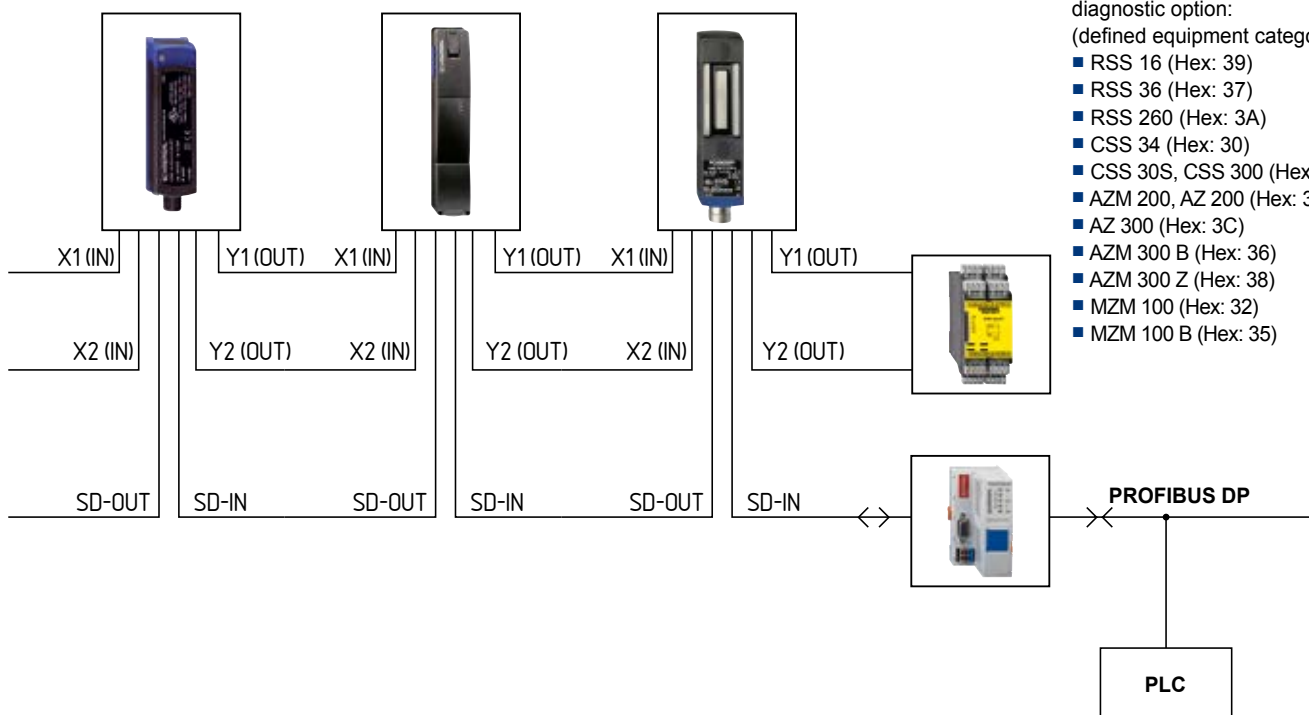 diagnostic option:
(defined equipment
■ RSS 16 (Hex: 39)
■ RSS 36 (Hex: 37)
■ RSS 260 (Hex: 3A)
■ CSS 34 (Hex: 30)
■ CSS 30S, CSS 300
■ AZM 200, AZ 200 (Hex:
■ AZ 300 (Hex: 3C)
■ AZM 300 B (Hex: 36)
■ AZM 300 Z (Hex: 38)
■ MZM 100 (Hex: 32)
■ MZM 100 B (Hex: 35)
X1 (IN) Y1 (OUT) X1 (IN) Y1 (OUT) X1 (IN) Y1 (OUT)
X2 (IN) Y2 (OUT) X2 (IN) Y2 (OUT) X2 (IN) Y2 (OUT)
SD-OUT SD-IN SD-OUT SD-IN SD-OUT SD-IN
PROFIBUS DP
PLC